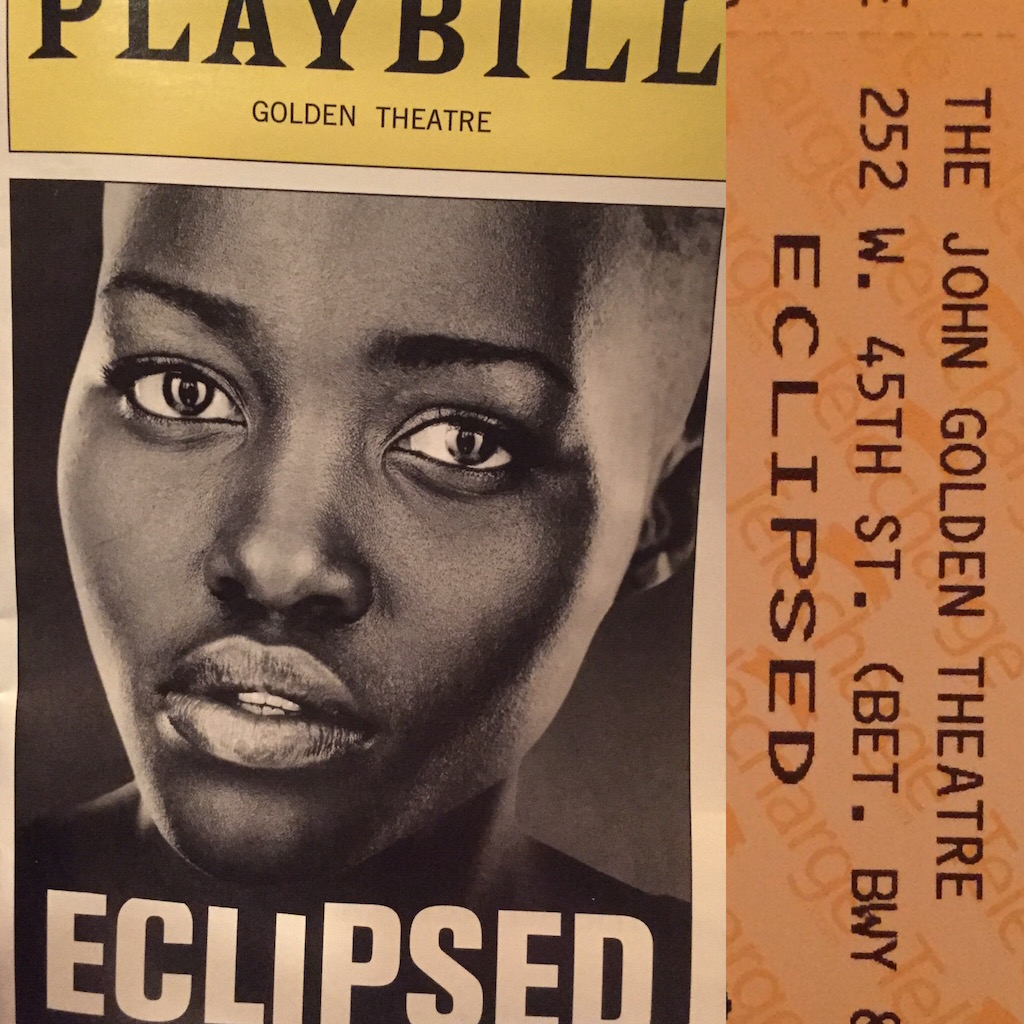 PLAYBILL
GOLDEN THEATRE
ECLIPSED
THE JOHN GOLDEN THEATRE
252 W. 45TH ST. (BET. BWY &
ECLIPSED